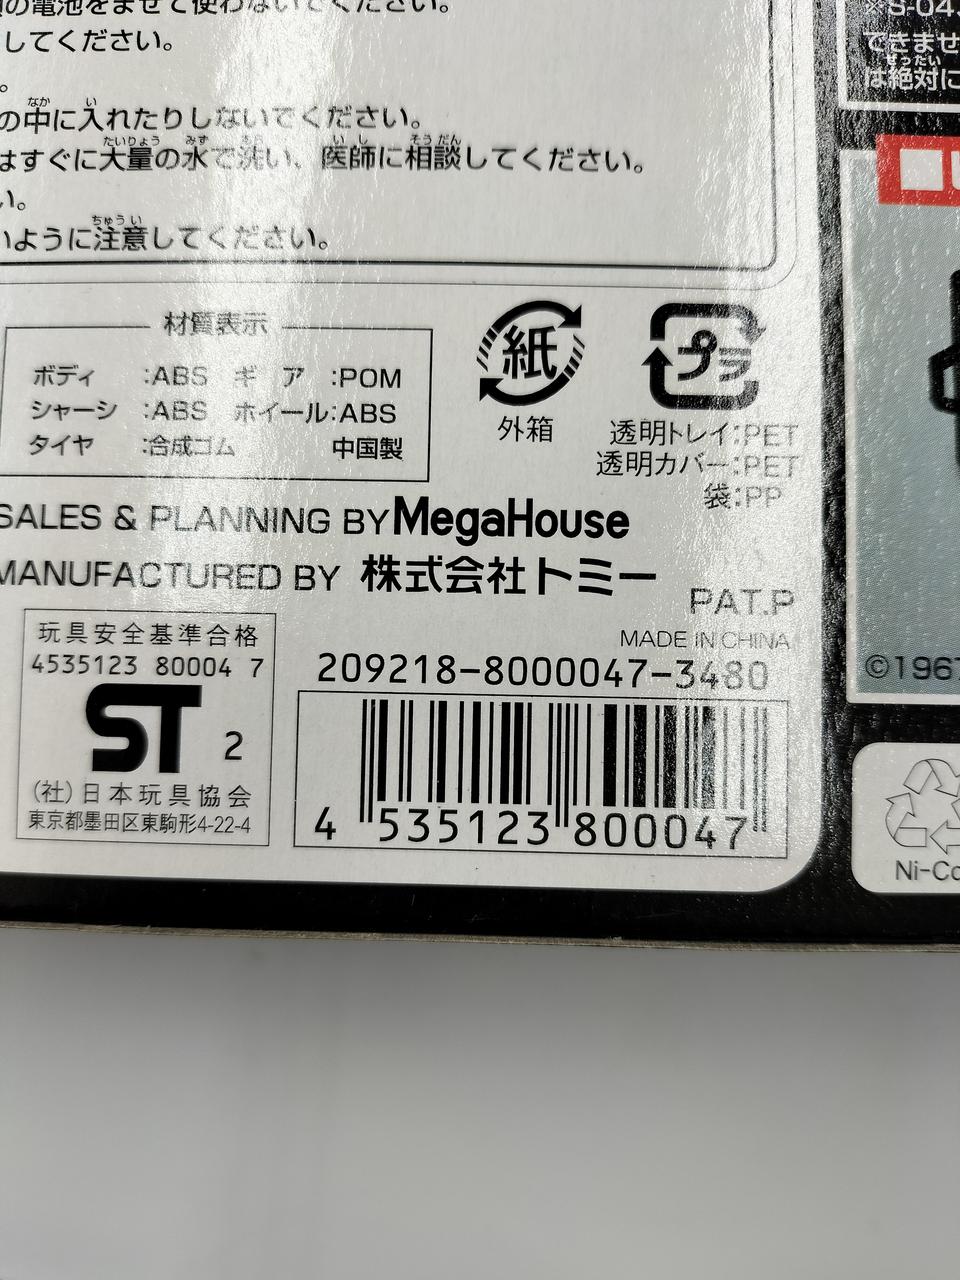 の電池をまぜて使わないでください。
してください。
。
の中に入れたりしないでください。
はすぐに大量の水で洗い、医師に相談してください。
い。
いように注意してください。
材質表示
ボディ :ABS ギア :POM
シャーシ :ABS ホイール:ABS
タイヤ :合成ゴム 中国製
紙
外箱
プラ
透明トレイ:PET
透明カバー:PET
袋:PP
SALES & PLANNING BY MegaHouse
MANUFACTURED BY 株式会社トミー
PAT.P
MADE IN CHINA
209218-8000047-3480
玩具安全基準合格
4535123 80004 7
ST 2
(社)日本玩具協会
東京都墨田区東駒形4-22-4
4 535123 800047
※S-04
できませ
は絶対に
©1967
Ni-Cd